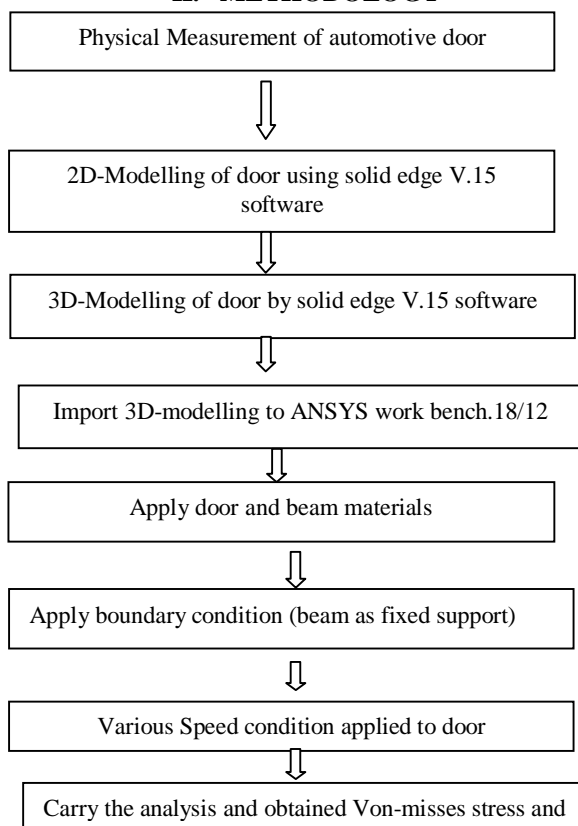 II. METHODOLOGY
Physical Measurement of automotive door
2D-Modelling of door using solid edge V.15
software
3D-Modelling of door by solid edge V.15 software
Import 3D-modelling to ANSYS work bench.18/12
Apply door and beam materials
Apply boundary condition (beam as fixed support)
Various Speed condition applied to door
Carry the analysis and obtained Von-misses stress and